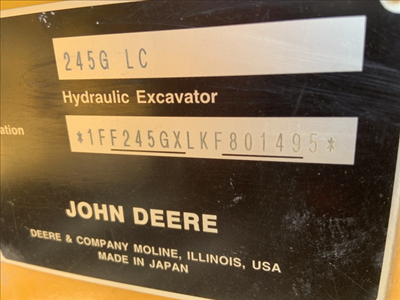 245G LC
Hydraulic Excavator
ation
*1FF245GXLKF801495*
JOHN DEERE
DEERE & COMPANY MOLINE, ILLINOIS, USA
MADE IN JAPAN